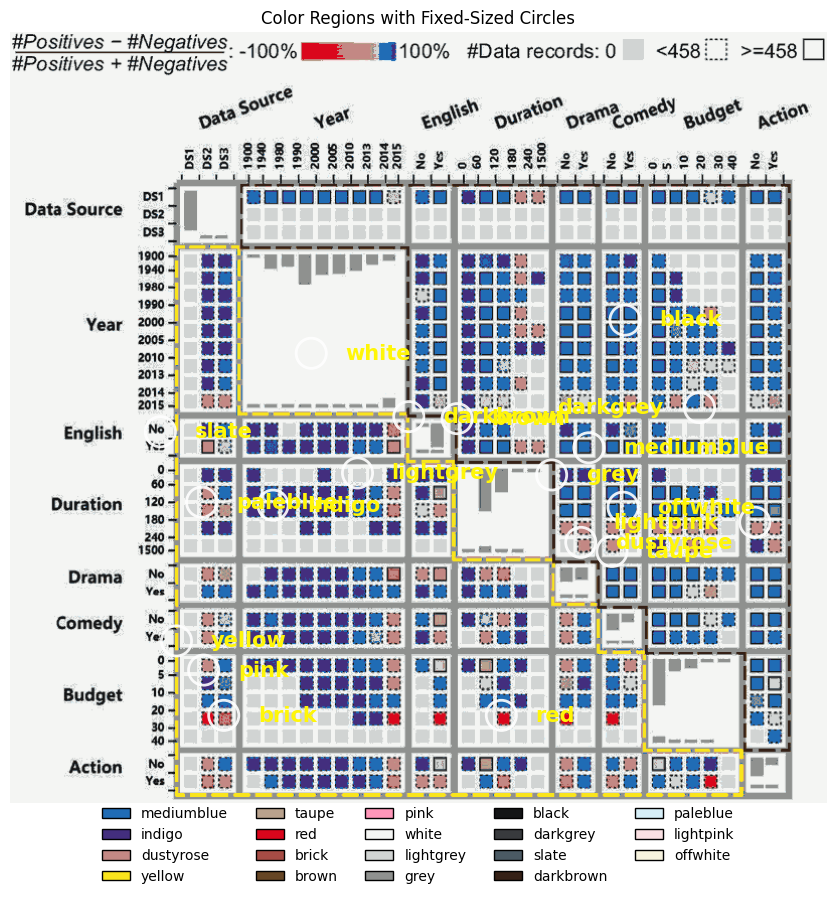 Color Regions with Fixed-Sized Circles
#Positives − #Negatives
#Positives + #Negatives
: -100% 100% #Data records: 0 <458 >=458
Data Source Year English Duration Drama Comedy Budget Action
DS1 DS2 DS3 1900 1940 1980 1990 2000 2005 2010 2013 2014 2015 No Yes 0 60 120 180 240 1500 No Yes No Yes 0 5 10 20 30 40 No Yes
Data Source
DS1
DS2
DS3
Year
1900
1940
1980
1990
2000
2005
2010
2013
2014
2015
black
white
darkgrey
brown
English
No
slate
mediumblue
lightgrey
grey
Duration
0
60
120
180
240
1500
paleblue
indigo
offwhite
lightpink
dustyrose
taupe
Drama
No
Yes
Comedy
No
Yes
yellow
Budget
0
5
10
20
30
40
pink
brick
red
Action
No
Yes
mediumblue taupe pink black paleblue
indigo red white darkgrey lightpink
dustyrose brick lightgrey slate offwhite
yellow brown grey darkbrown